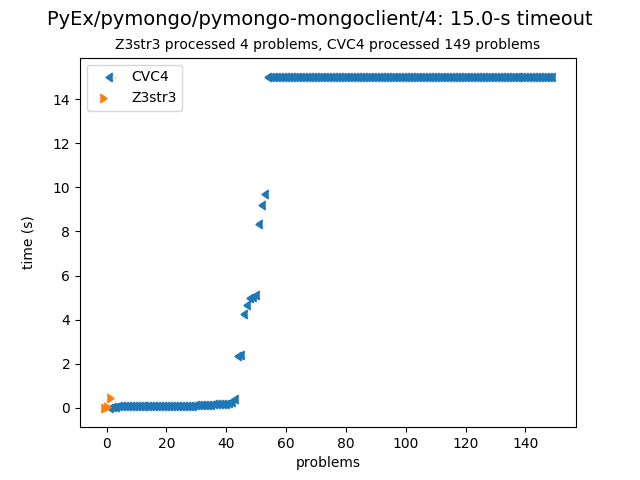 PyEx/pymongo/pymongo-mongoclient/4: 15.0-s timeout
Z3str3 processed 4 problems, CVC4 processed 149 problems
CVC4
Z3str3
14
12
10
8
6
4
2
0
time (s)
0 20 40 60 80 100 120 140
problems